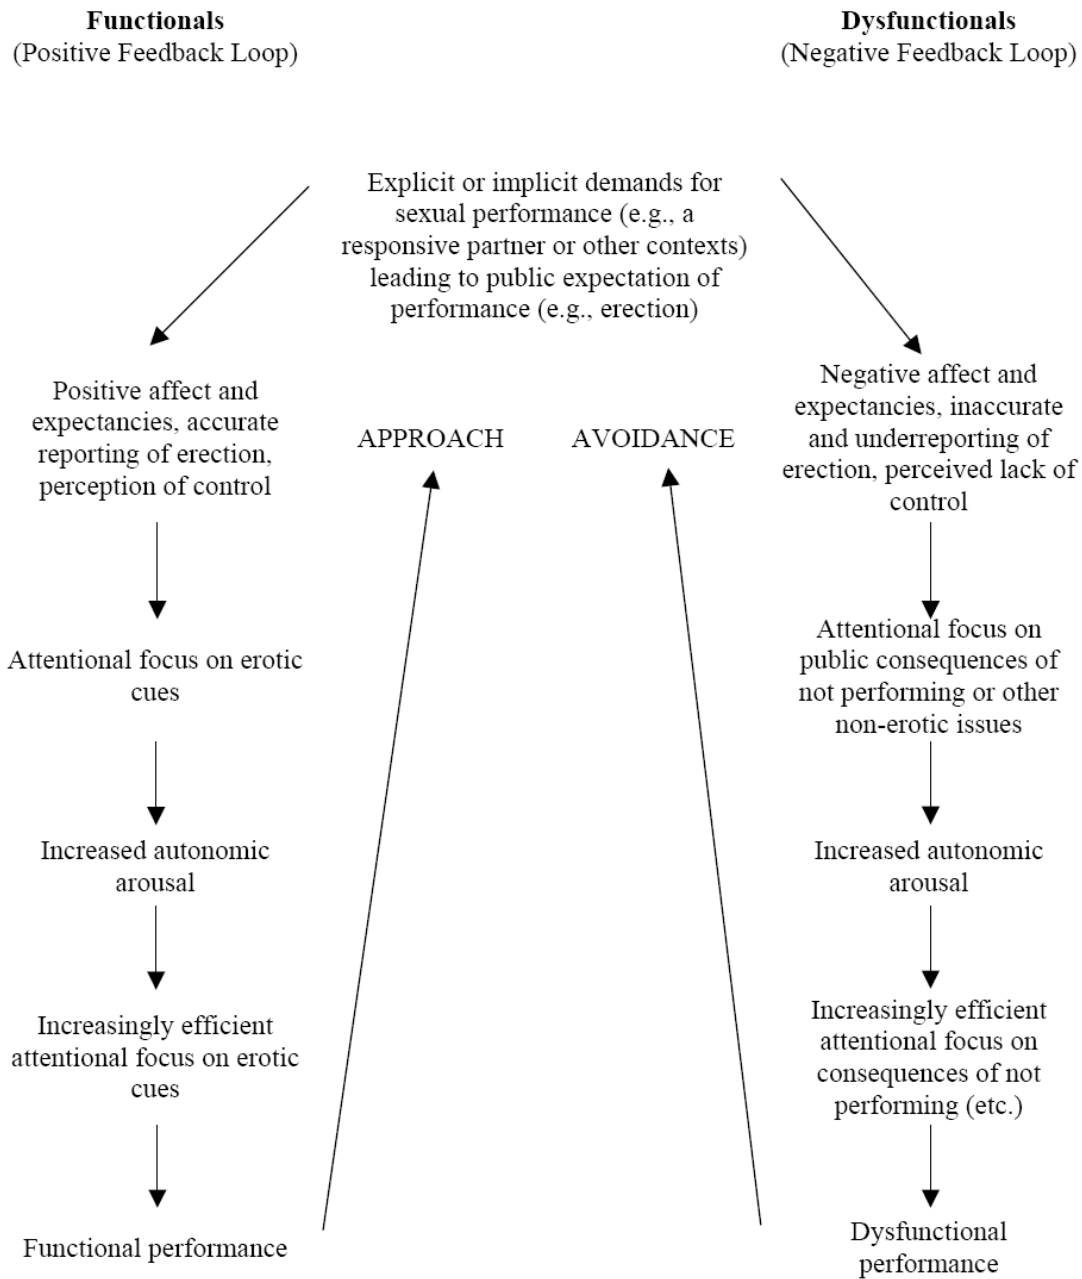 Functionals
(Positive Feedback Loop)
Dysfunctionals
(Negative Feedback Loop)
Explicit or implicit demands for
sexual performance (e.g., a
responsive partner or other contexts)
leading to public expectation of
performance (e.g., erection)
Positive affect and
expectancies, accurate
reporting of erection,
perception of control
APPROACH
AVOIDANCE
Negative affect and
expectancies, inaccurate
and underreporting of
erection, perceived lack of
control
Attentional focus on erotic
cues
Attentional focus on
public consequences of
not performing or other
non-erotic issues
Increased autonomic
arousal
Increased autonomic
arousal
Increasingly efficient
attentional focus on erotic
cues
Increasingly efficient
attentional focus on
consequences of not
performing (etc.)
Functional performance
Dysfunctional
performance